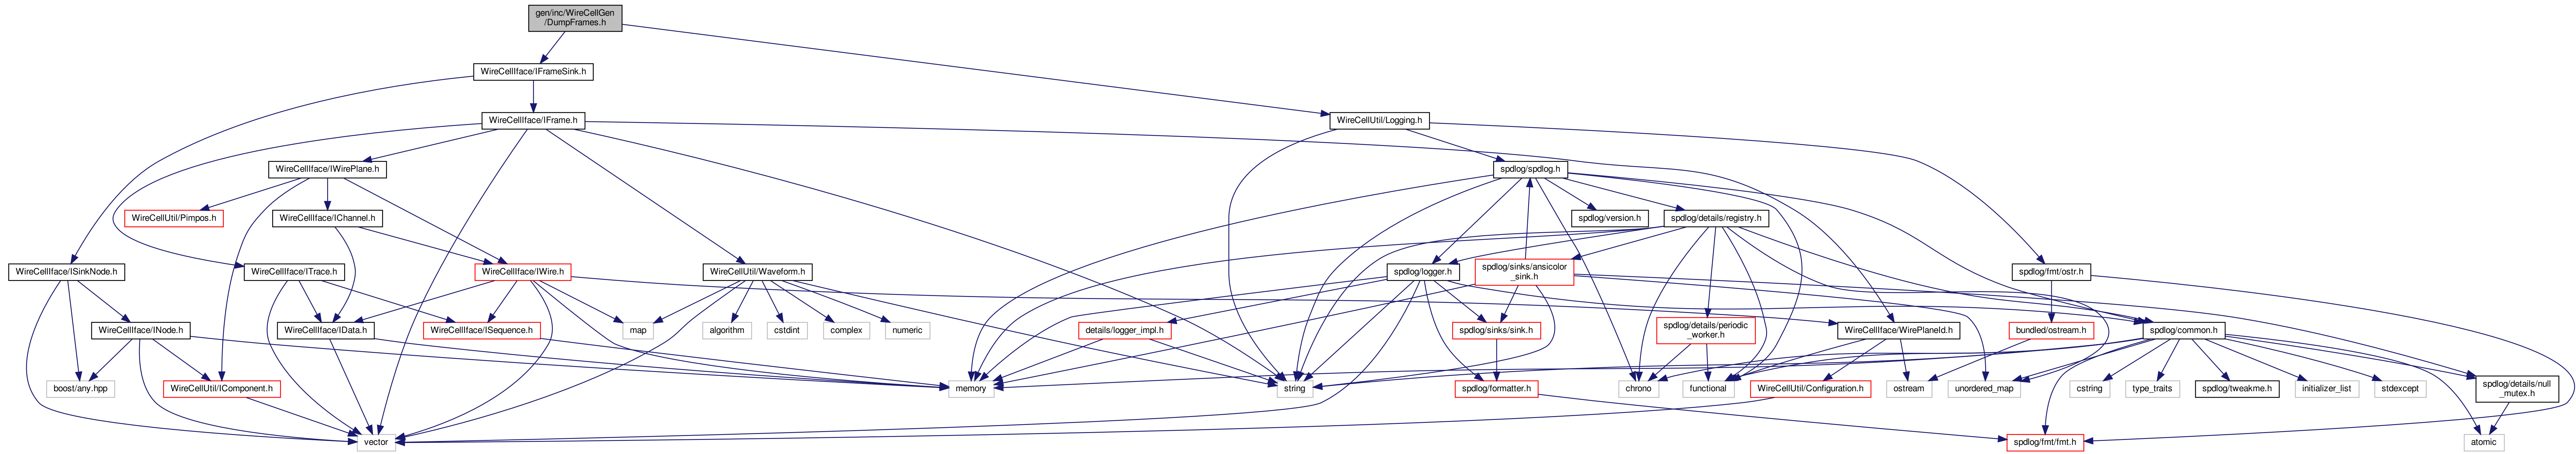 gen/inc/WireCellGen
/DumpFrames.h
WireCellIface/IFrameSink.h
WireCellIface/IFrame.h
WireCellUtil/Logging.h
WireCellIface/IWirePlane.h
spdlog/spdlog.h
WireCellUtil/Pimpos.h
WireCellIface/IChannel.h
spdlog/version.h
spdlog/details/registry.h
WireCellIface/ISinkNode.h
WireCellIface/ITrace.h
WireCellIface/IWire.h
WireCellUtil/Waveform.h
spdlog/logger.h
spdlog/sinks/ansicolor
_sink.h
spdlog/fmt/ostr.h
WireCellIface/INode.h
WireCellIface/IData.h
WireCellIface/ISequence.h
map
algorithm
cstdint
complex
numeric
details/logger_impl.h
spdlog/sinks/sink.h
spdlog/details/periodic
_worker.h
WireCellIface/WirePlaneId.h
bundled/ostream.h
spdlog/common.h
boost/any.hpp
WireCellUtil/IComponent.h
memory
string
spdlog/formatter.h
chrono
functional
WireCellUtil/Configuration.h
ostream
unordered_map
cstring
type_traits
spdlog/tweakme.h
initializer_list
stdexcept
spdlog/details/null
_mutex.h
vector
spdlog/fmt/fmt.h
atomic